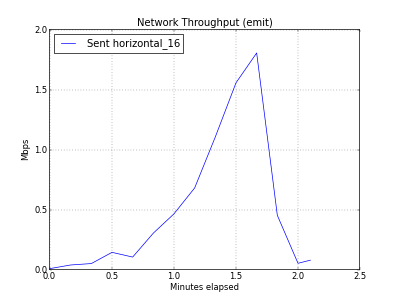 Network Throughput (emit)
2.0
Sent horizontal_16
1.5
Mbps
1.0
0.5
0.0
0.0 0.5 1.0 1.5 2.0 2.5
Minutes elapsed